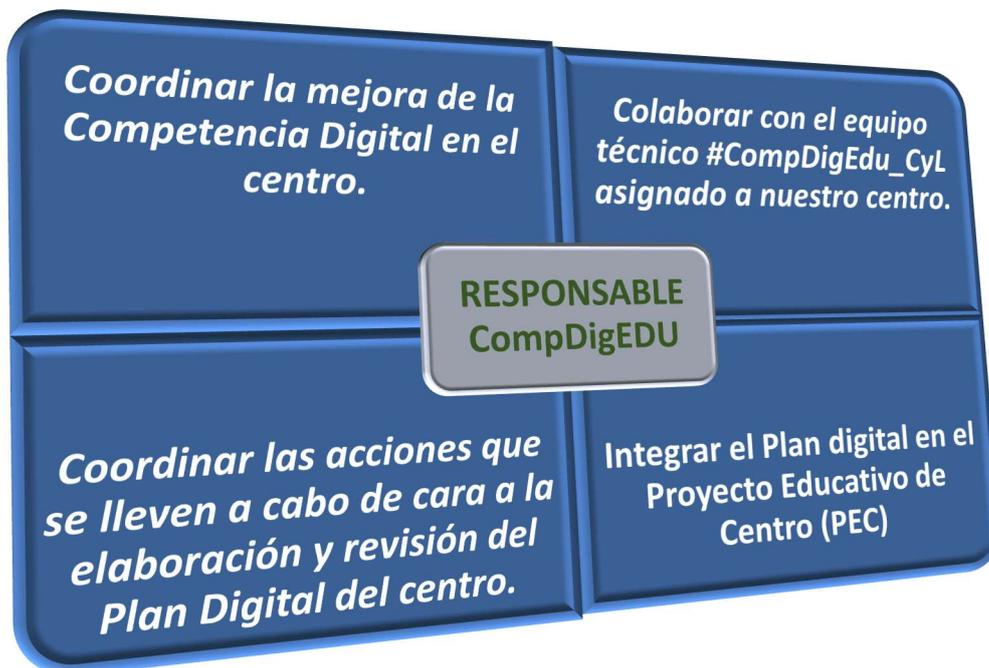 Coordinar la mejora de la
Competencia Digital en el
centro.
Colaborar con el equipo
técnico #CompDigEdu_CyL
asignado a nuestro centro.
RESPONSABLE
CompDigEDU
Coordinar las acciones que
se lleven a cabo de cara a la
elaboración y revisión del
Plan Digital del centro.
Integrar el Plan digital en el
Proyecto Educativo de
Centro (PEC)